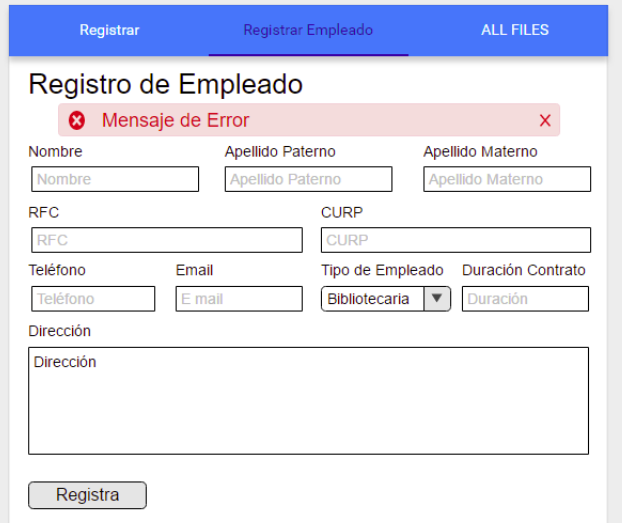 Registrar Registrar Empleado ALL FILES
Registro de Empleado
Mensaje de Error
Nombre Apellido Paterno Apellido Materno
Nombre Apellido Paterno Apellido Materno
RFC CURP
RFC CURP
Teléfono Email Tipo de Empleado Duración Contrato
Teléfono E mail Bibliotecaria Duración
Dirección
Dirección
Registra